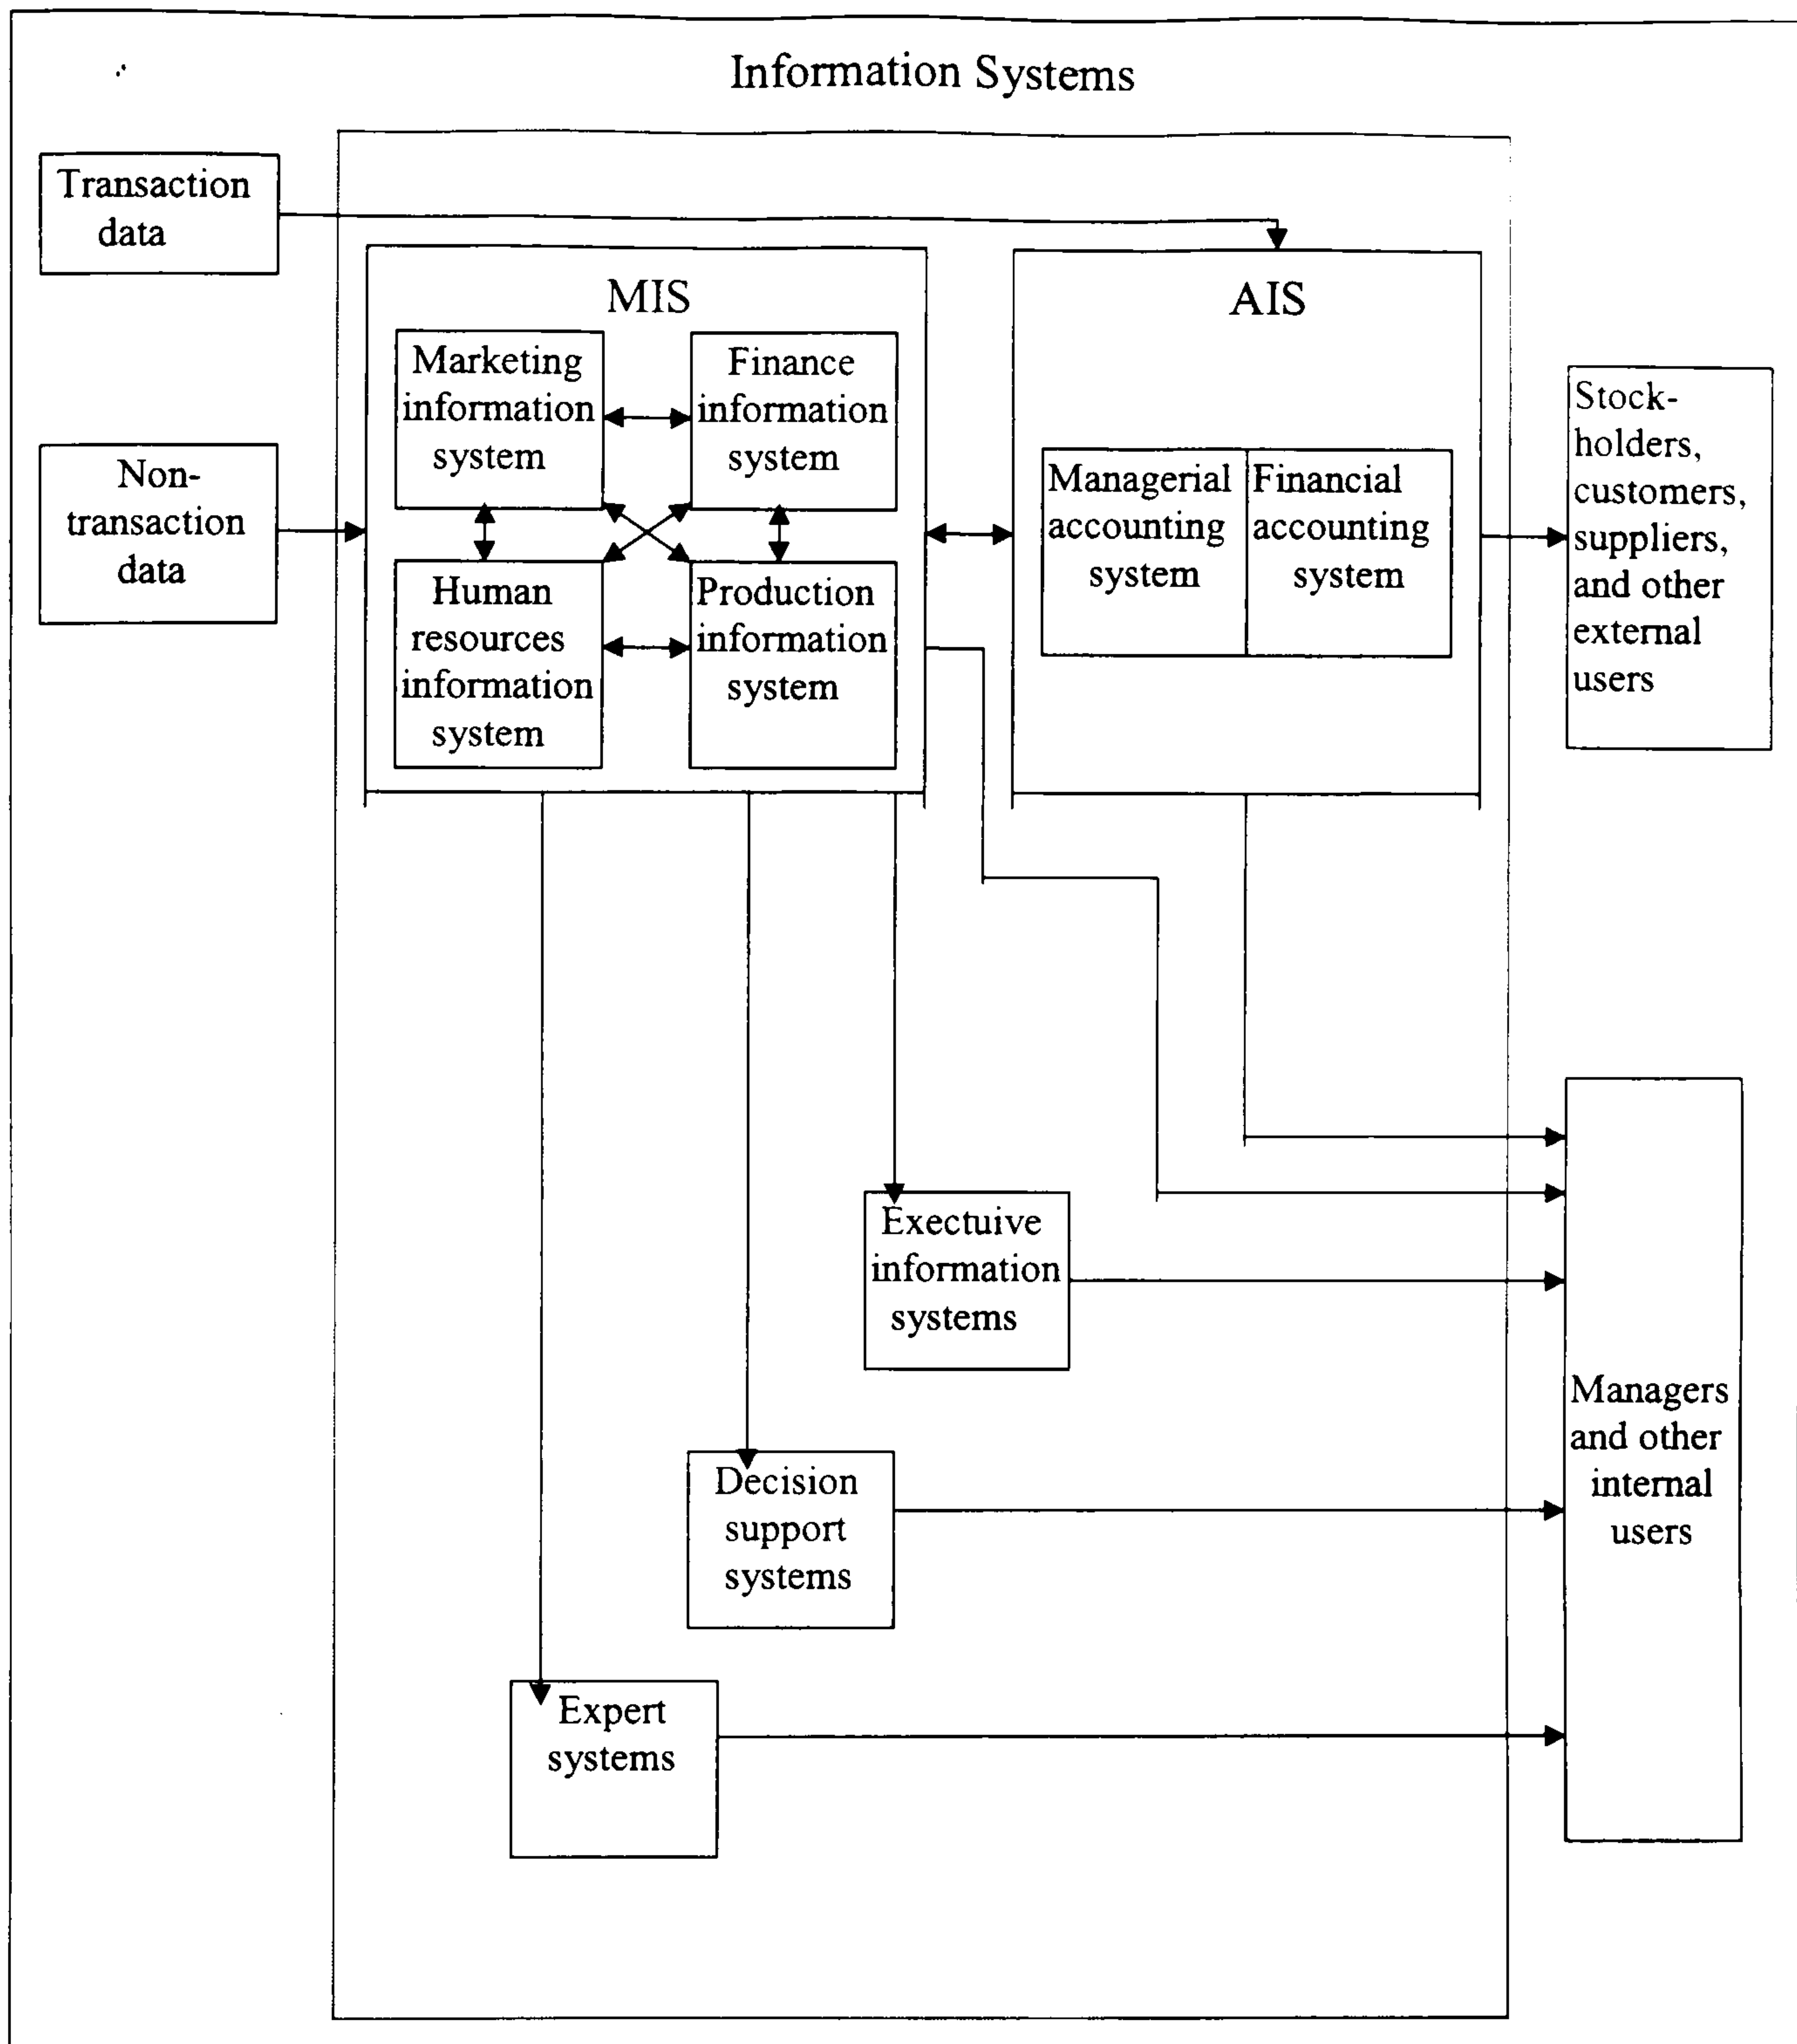 Information Systems
Transaction
data
MIS
AIS
Marketing
information
system
Finance
information
system
Stock-
holders,
customers,
suppliers,
and other
external
users
Non-
transaction
data
Managerial
accounting
system
Financial
accounting
system
Human
resources
information
system
Production
information
system
Exectuive
information
systems
Managers
and other
internal
users
Decision
support
systems
Expert
systems